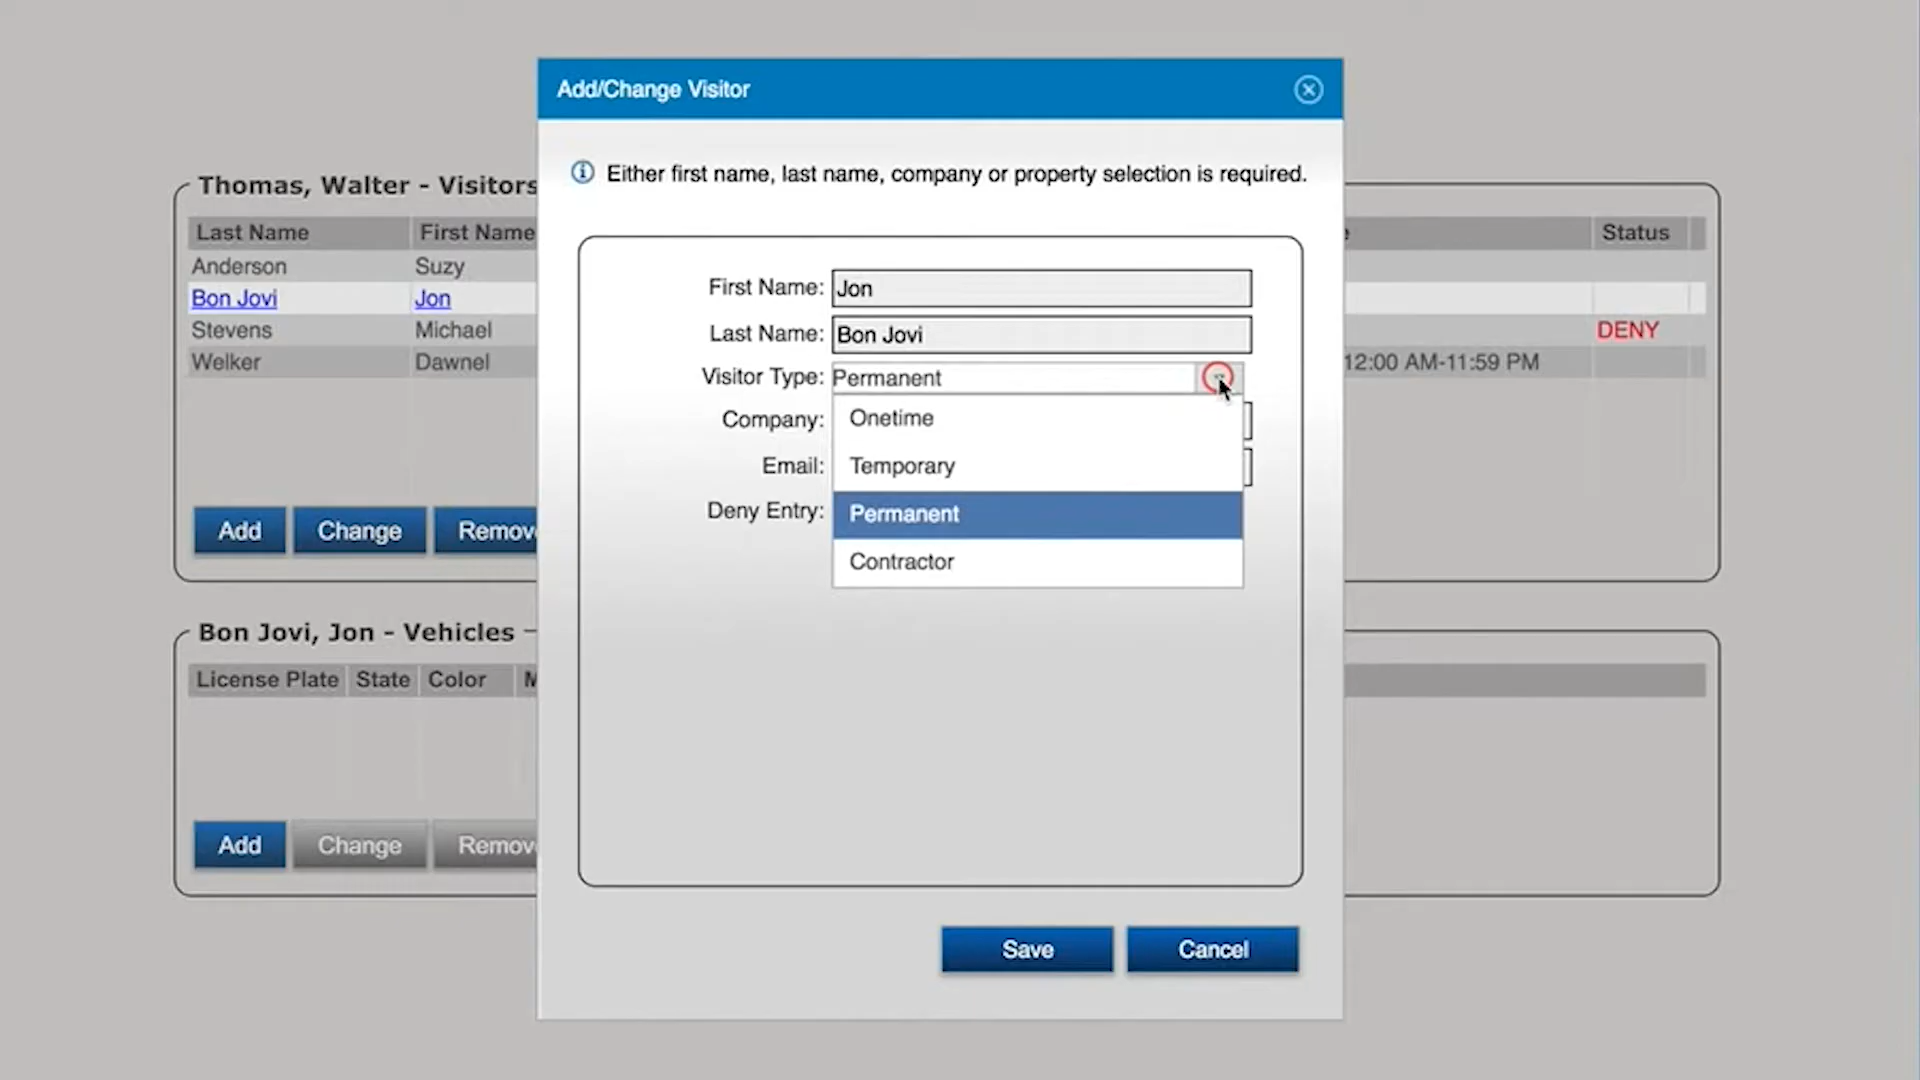 Add/Change Visitor
Either first name, last name, company or property selection is required.
Thomas, Walter - Visitors
Last Name First Name Status
Anderson Suzy
Bon Jovi Jon
Stevens Michael DENY
Welker Dawnel 12:00 AM-11:59 PM
First Name: Jon
Last Name: Bon Jovi
Visitor Type: Permanent
Company:
Email:
Deny Entry:
Onetime
Temporary
Permanent
Contractor
Add Change Remov
Bon Jovi, Jon - Vehicles
License Plate State Color M
Add Change Remov
Save Cancel